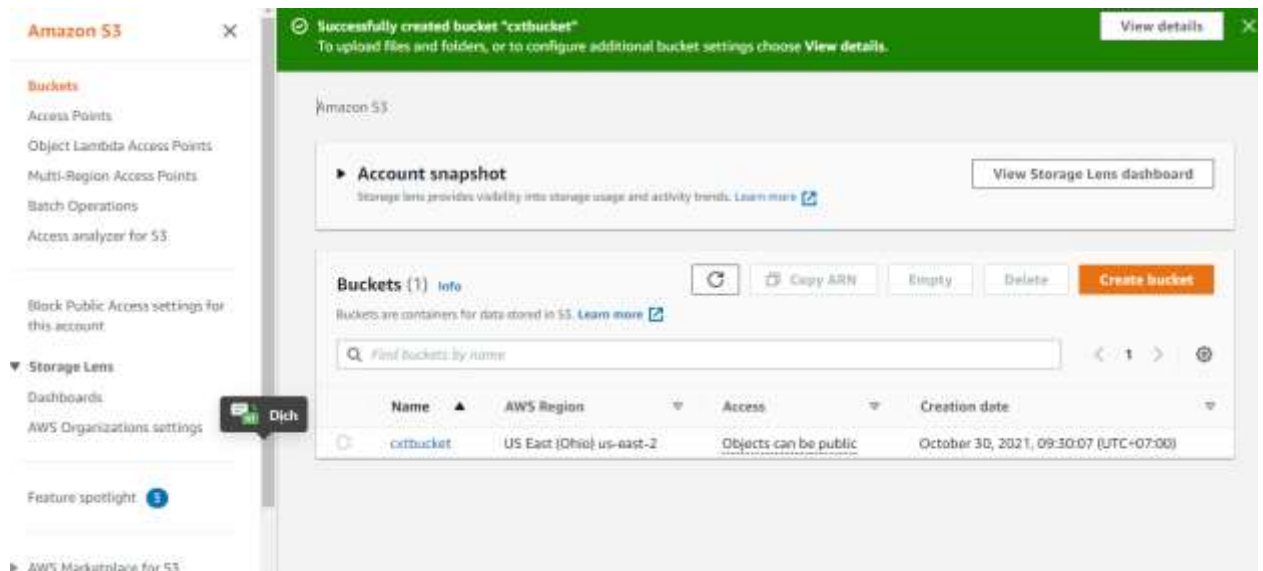 Amazon S3
Successfully created bucket "cxtbucket"
To upload files and folders, or to configure additional bucket settings choose View details.
View details
Buckets
Access Points
Object Lambda Access Points
Multi-Region Access Points
Batch Operations
Access analyzer for S3
Block Public Access settings for
this account
Storage Lens
Dashboards
AWS Organizations settings
Feature spotlight 3
AWS Marketplace for S3
Dịch
Amazon S3
Account snapshot
Storage lens provides visibility into storage usage and activity trends. Learn more
View Storage Lens dashboard
Buckets (1) Info
Buckets are containers for data stored in S3. Learn more
Copy ARN
Empty
Delete
Create bucket
Find buckets by name
1
Name AWS Region Access Creation date
cxtbucket US East (Ohio) us-east-2 Objects can be public October 30, 2021, 09:30:07 (UTC+07:00)